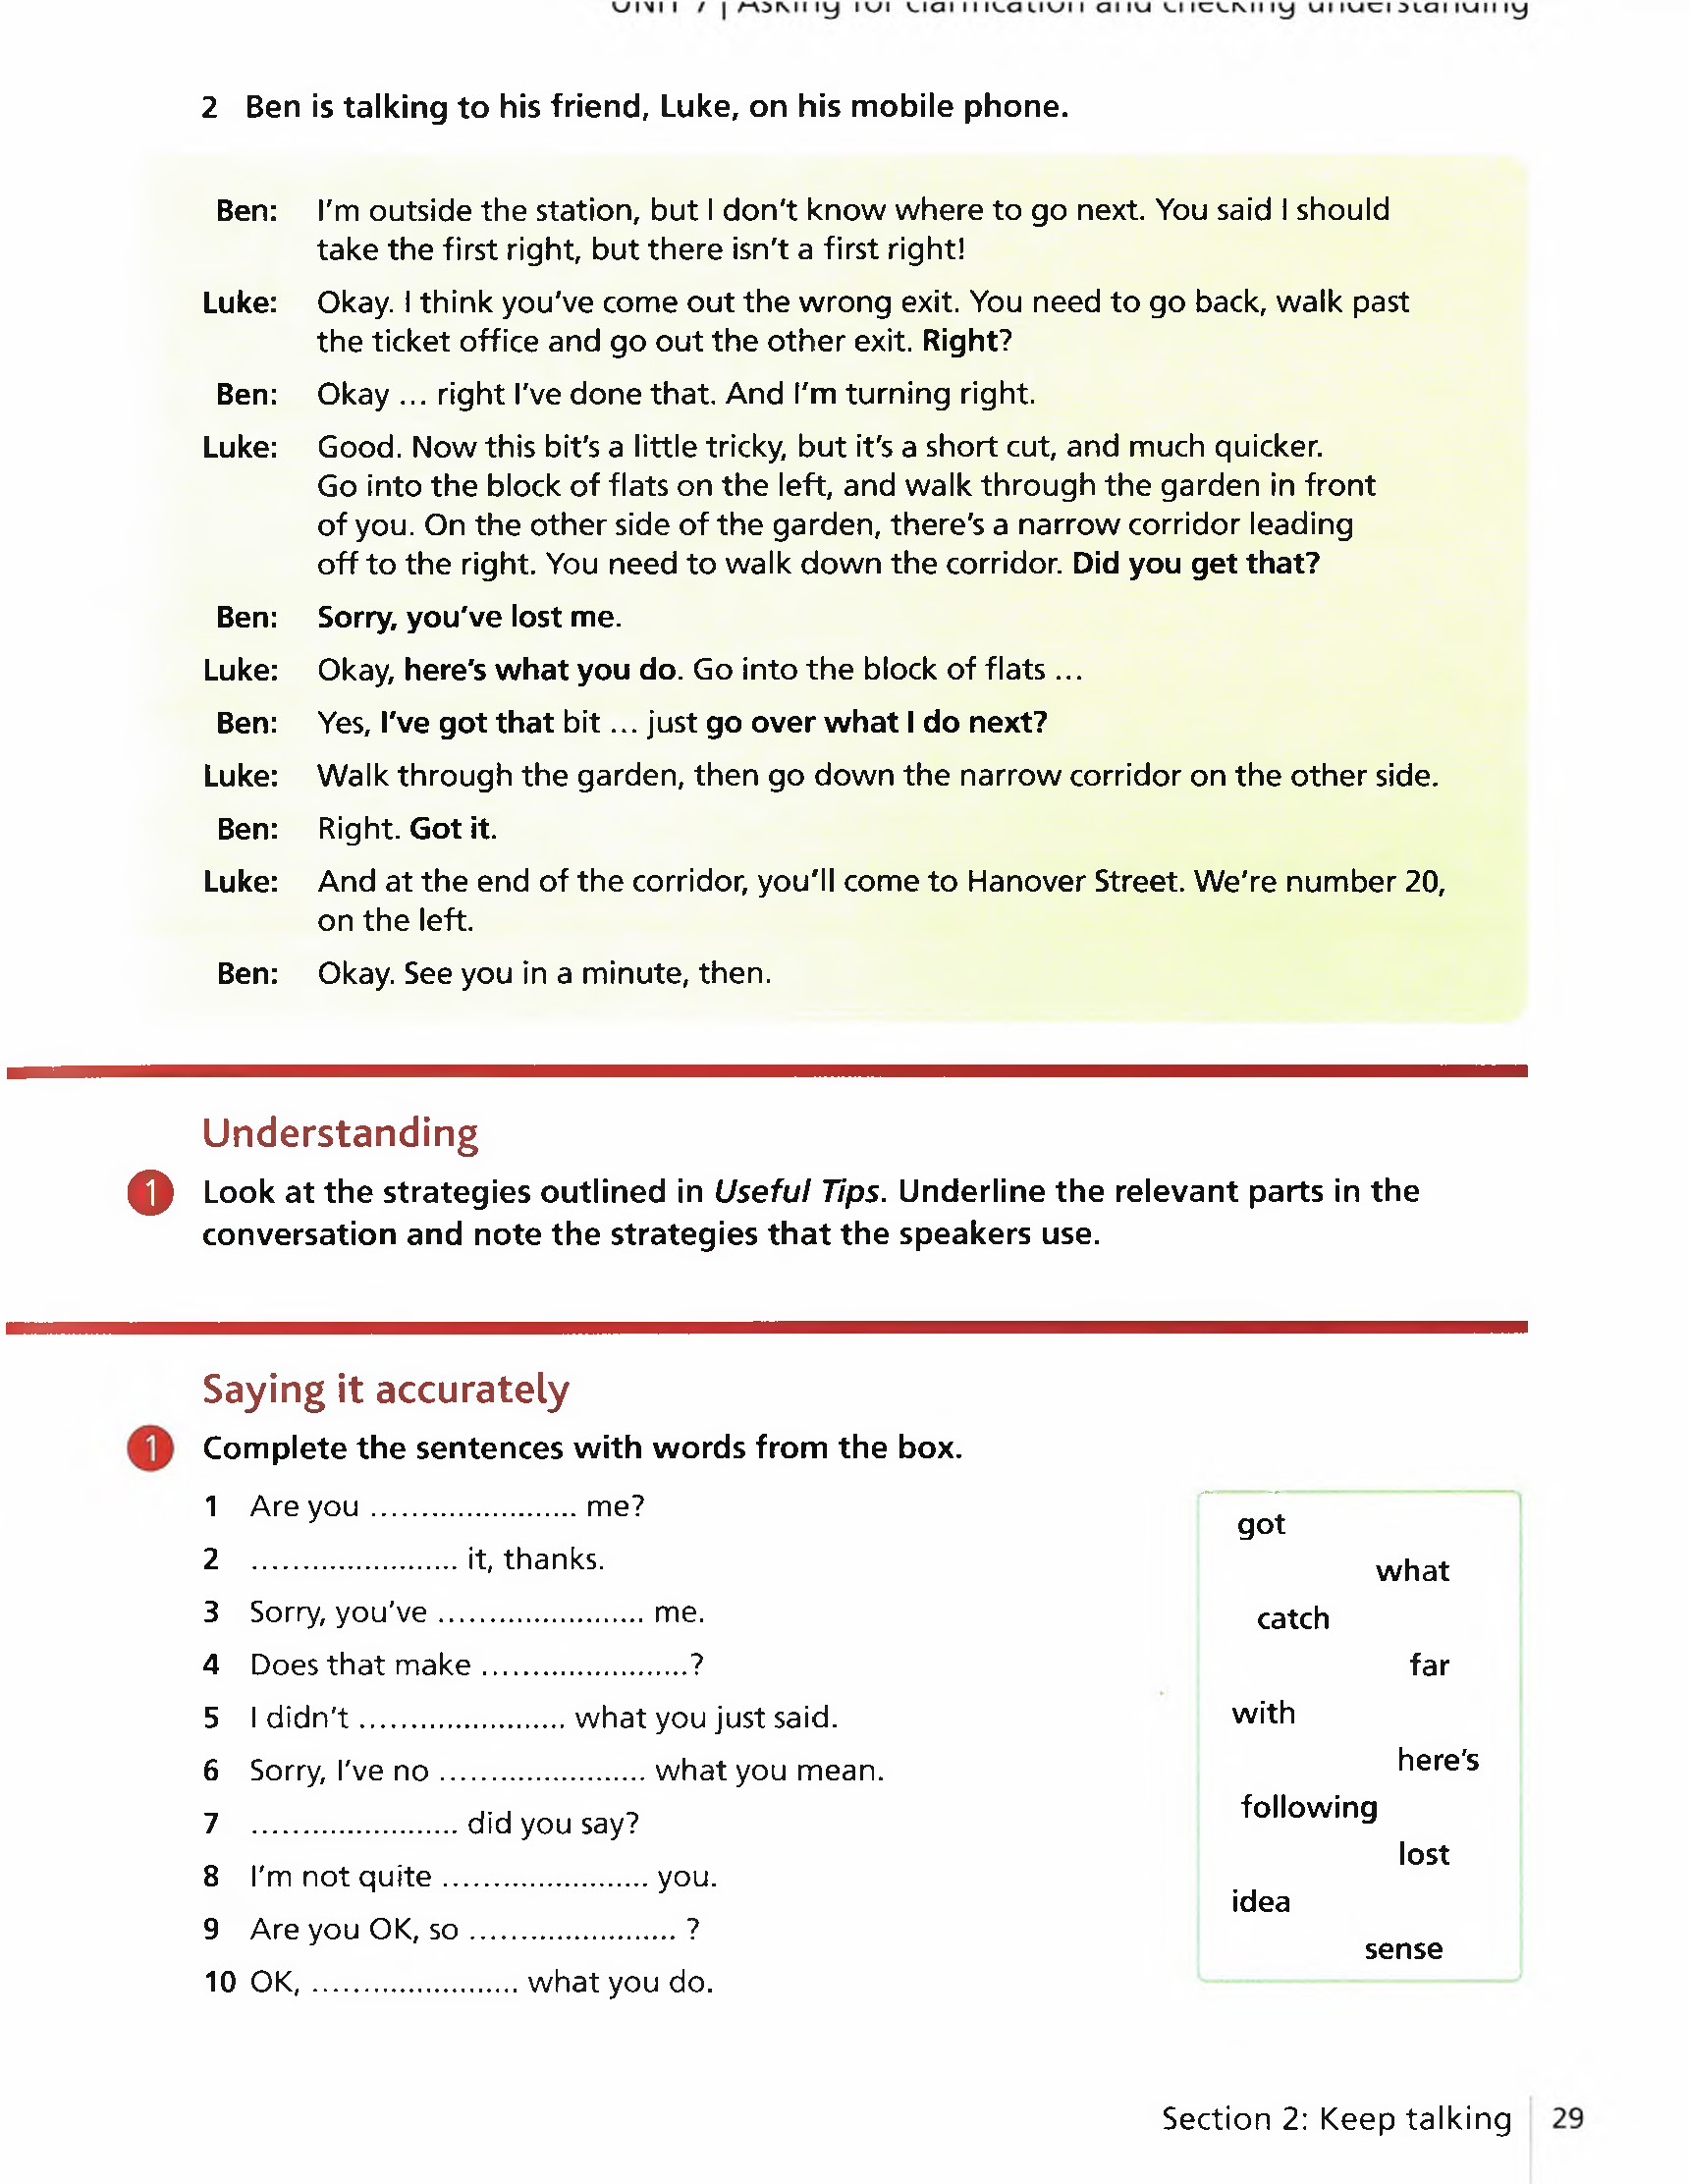 UNIT 7 | Asking for clarification and checking understanding
2 Ben is talking to his friend, Luke, on his mobile phone.
Ben: I'm outside the station, but I don't know where to go next. You said I should
take the first right, but there isn't a first right!
Luke: Okay. I think you've come out the wrong exit. You need to go back, walk past
the ticket office and go out the other exit. Right?
Ben: Okay ... right I've done that. And I'm turning right.
Luke: Good. Now this bit's a little tricky, but it's a short cut, and much quicker.
Go into the block of flats on the left, and walk through the garden in front
of you. On the other side of the garden, there's a narrow corridor leading
off to the right. You need to walk down the corridor. Did you get that?
Ben: Sorry, you've lost me.
Luke: Okay, here's what you do. Go into the block of flats ...
Ben: Yes, I've got that bit ... just go over what I do next?
Luke: Walk through the garden, then go down the narrow corridor on the other side.
Ben: Right. Got it.
Luke: And at the end of the corridor, you'll come to Hanover Street. We're number 20,
on the left.
Ben: Okay. See you in a minute, then.
Understanding
1 Look at the strategies outlined in Useful Tips. Underline the relevant parts in the
conversation and note the strategies that the speakers use.
Saying it accurately
1 Complete the sentences with words from the box.
1 Are you ........................ me?
2 ........................ it, thanks.
3 Sorry, you've ........................ me.
4 Does that make ........................?
5 I didn't ........................ what you just said.
6 Sorry, I've no ........................ what you mean.
7 ........................ did you say?
8 I'm not quite ........................ you.
9 Are you OK, so ........................ ?
10 OK, ........................ what you do.
got
what
catch
far
with
here's
following
lost
idea
sense
Section 2: Keep talking 29